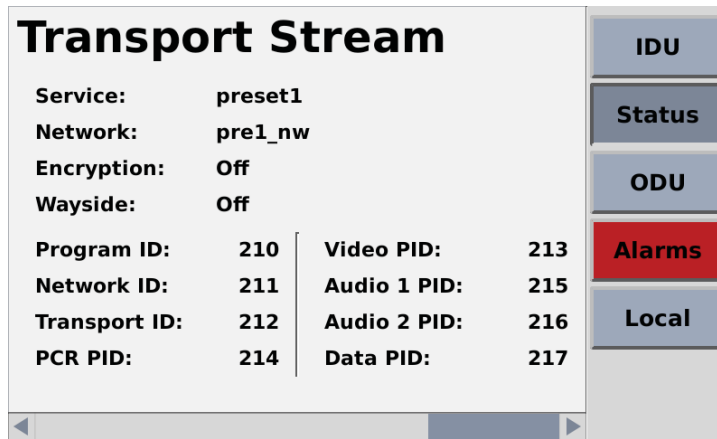 Transport Stream
Service: preset1
Network: pre1_nw
Encryption: Off
Wayside: Off
Program ID: 210 Video PID: 213
Network ID: 211 Audio 1 PID: 215
Transport ID: 212 Audio 2 PID: 216
PCR PID: 214 Data PID: 217
IDU
Status
ODU
Alarms
Local